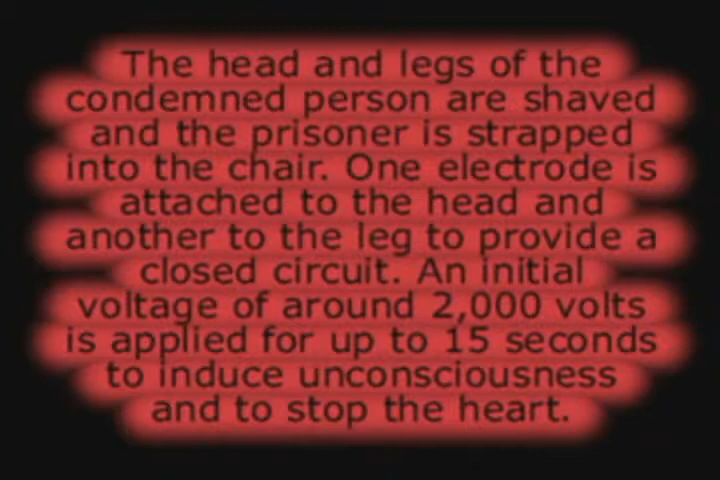 The head and legs of the
condemned person are shaved
and the prisoner is strapped
into the chair. One electrode is
attached to the head and
another to the leg to provide a
closed circuit. An initial
voltage of around 2,000 volts
is applied for up to 15 seconds
to induce unconsciousness
and to stop the heart.